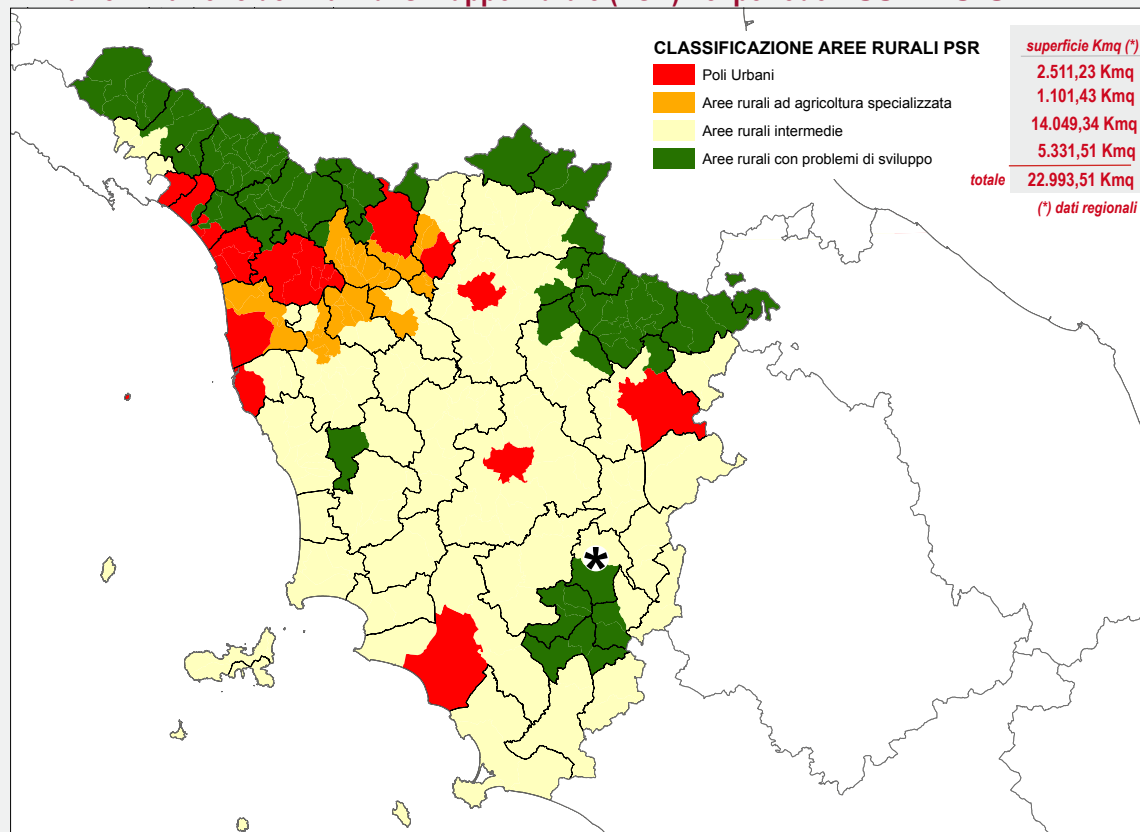 CLASSIFICAZIONE AREE RURALI PSR
superficie Kmq (*)
Poli Urbani
2.511,23 Kmq
Aree rurali ad agricoltura specializzata
1.101,43 Kmq
Aree rurali intermedie
14.049,34 Kmq
Aree rurali con problemi di sviluppo
5.331,51 Kmq
totale
22.993,51 Kmq
(*) dati regionali
*